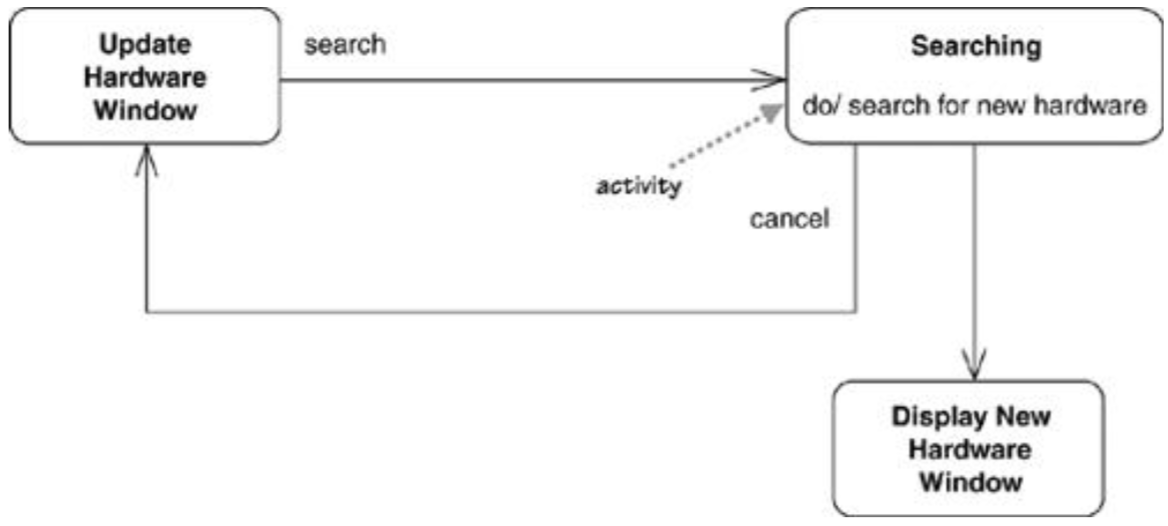 Update
Hardware
Window
search
Searching
do/ search for new hardware
activity
cancel
Display New
Hardware
Window